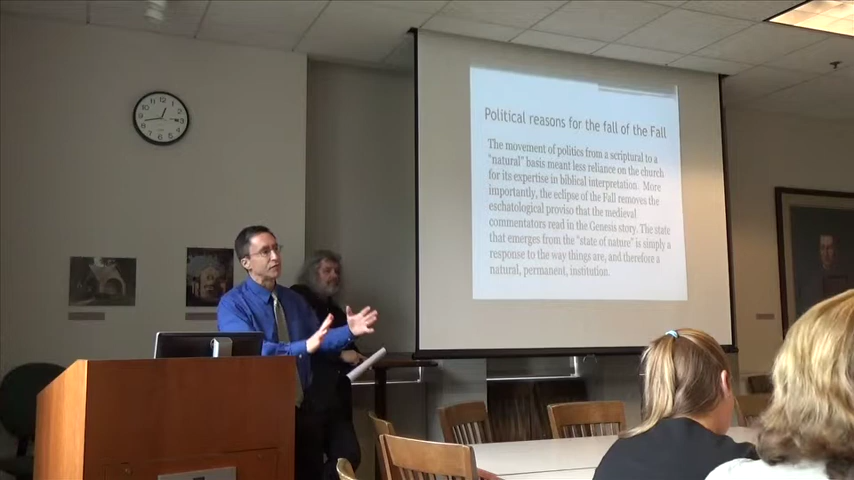 Political reasons for the fall of the Fall
The movement of politics from a scriptural to a
"natural" basis meant less reliance on the church
for its expertise in biblical interpretation. More
importantly, the eclipse of the Fall removes the
eschatological proviso that the medieval
commentators read in the Genesis story. The state
that emerges from the "state of nature" is simply a
response to the way things are, and therefore a
natural, permanent, institution.